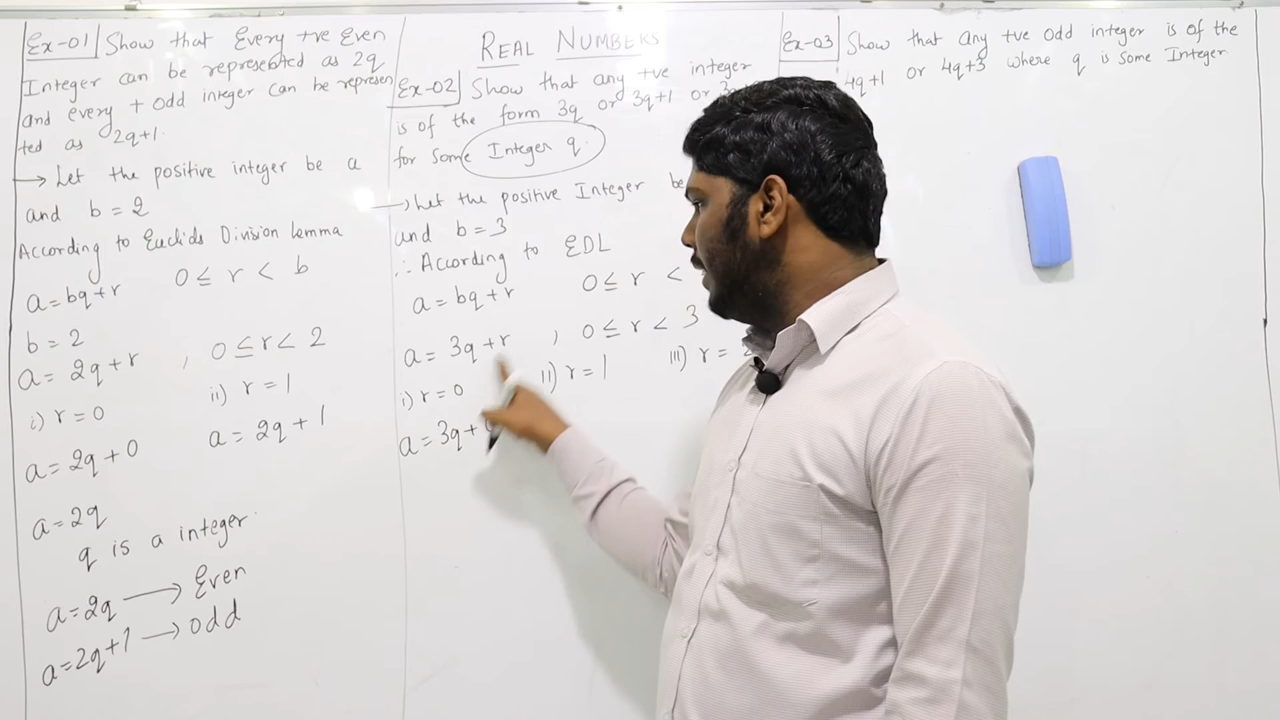 Ex-01 Show that Every +ve Even
Integer can be represented as 2q
and every + odd integer can be represen
ted as 2q+1.
→ Let the positive integer be a
and b = 2
According to Euclids Division Lemma
a = bq + r 0 ≤ r < b
b = 2
a = 2q + r , 0 ≤ r < 2
i) r = 0 ii) r = 1
a = 2q + 0 a = 2q + 1
a = 2q
q is a integer.
a = 2q → Even
a = 2q + 1 → odd
REAL NUMBERS
Ex-02 Show that any +ve integer
is of the form 3q or 3q+1 or
for Some Integer q.
→ Let the positive Integer be
and b = 3
∴ According to EDL
a = bq + r 0 ≤ r <
a = 3q + r , 0 ≤ r < 3
i) r = 0 II) r = 1 III) r =
a = 3q +
Ex-03 Show that any +ve odd integer is of the
4q+1 or 4q+3 where q is some Integer